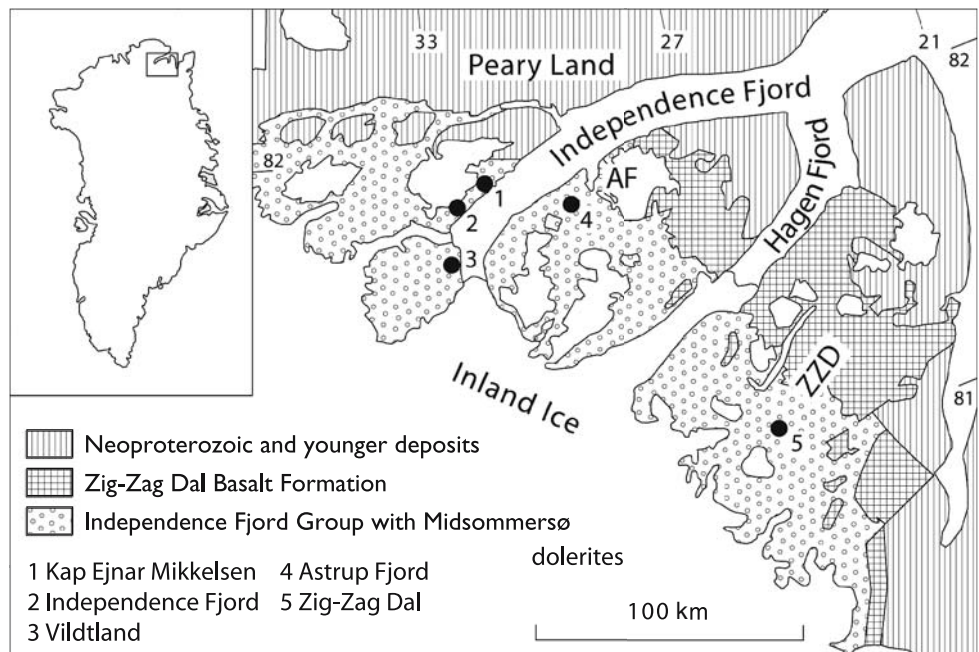 33
27
21
82
Peary Land
Independence Fjord
82
AF
Hagen Fjord
1
2
4
3
Inland Ice
ZZD
81
5
Neoproterozoic and younger deposits
Zig-Zag Dal Basalt Formation
Independence Fjord Group with Midsommersø
dolerites
1 Kap Ejnar Mikkelsen 4 Astrup Fjord
2 Independence Fjord 5 Zig-Zag Dal
3 Vildtland
100 km